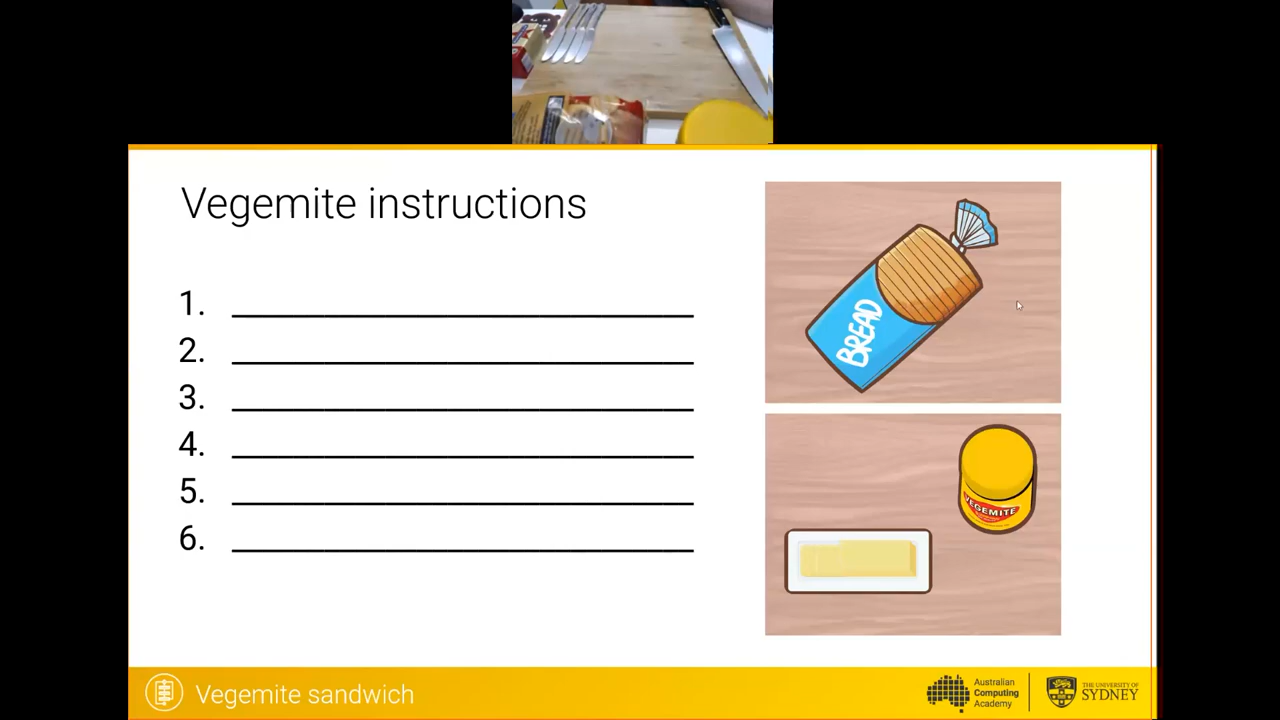 Vegemite instructions
1.
2.
3.
4.
5.
6.
BREAD
VEGEMITE
Vegemite sandwich
Australian
Computing
Academy
THE UNIVERSITY OF
SYDNEY